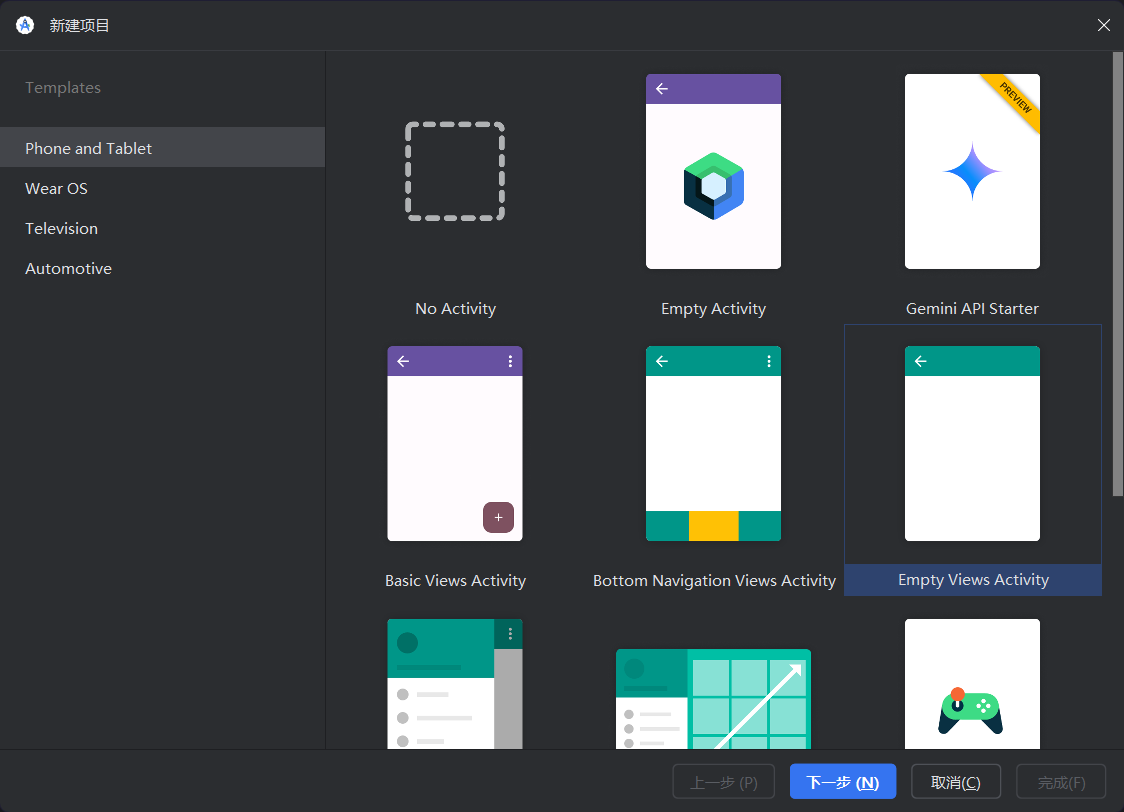 新建项目
Templates
Phone and Tablet
Wear OS
Television
Automotive
PREVIEW
No Activity
Empty Activity
Gemini API Starter
Basic Views Activity
Bottom Navigation Views Activity
Empty Views Activity
上一步 (P)
下一步 (N)
取消(C)
完成(F)